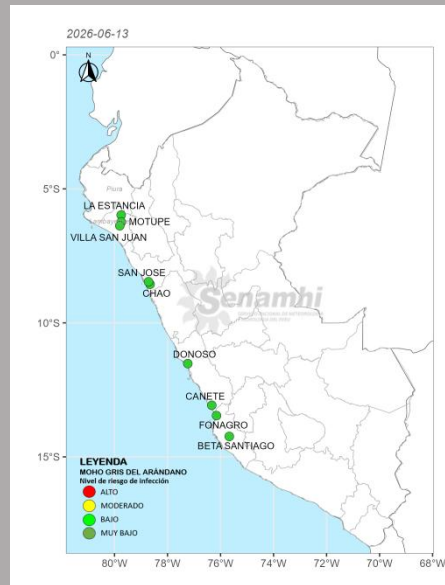 2026-06-13
N
0°
5°S
Piura
LA ESTANCIA
MOTUPE
VILLA SAN JUAN
SAN JOSE
CHAO
Senamhi
10°S
DONOSO
CANETE
FONAGRO
BETA SANTIAGO
15°S
LEYENDA
MOHO GRIS DEL ARÁNDANO
Nivel de riesgo de infección
ALTO
MODERADO
BAJO
MUY BAJO
80°W 78°W 76°W 74°W 72°W 70°W 68°W